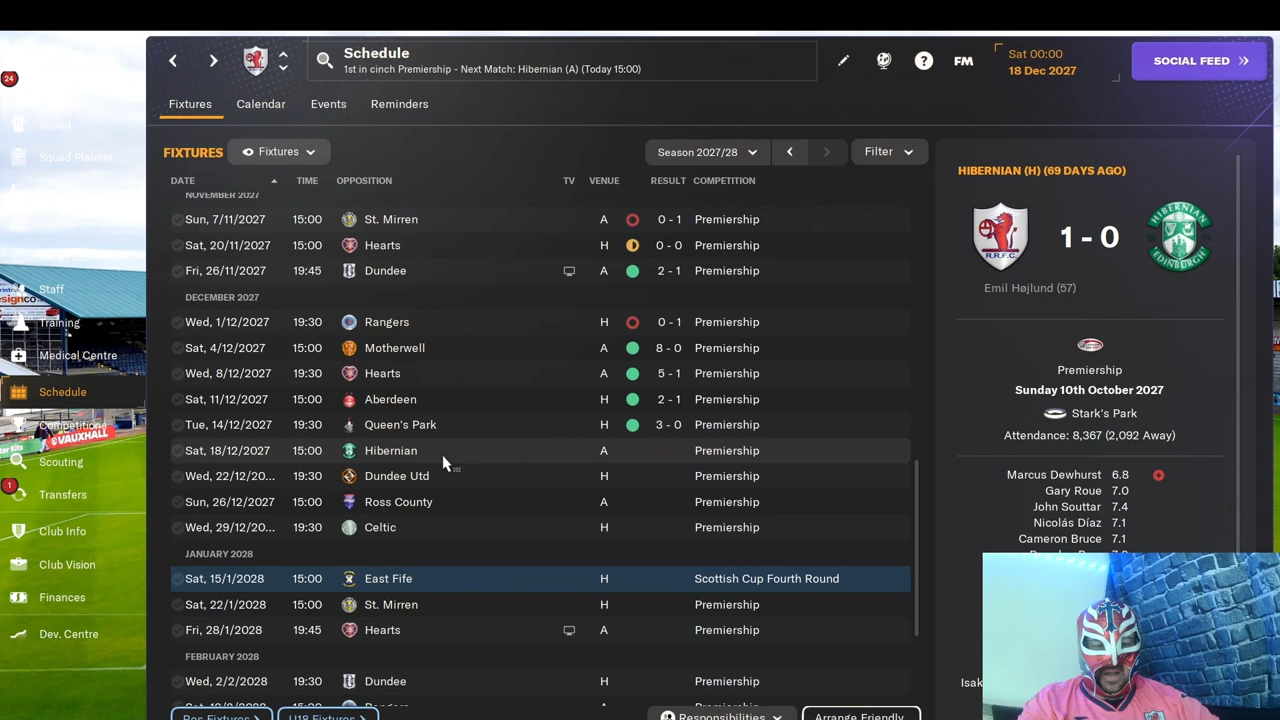 Schedule
1st in cinch Premiership - Next Match: Hibernian (A) (Today 15:00)
FM
Sat 00:00
18 Dec 2027
SOCIAL FEED
24
Fixtures Calendar Events Reminders
Squad
Squad Planner
Staff
Training
Medical Centre
Schedule
Competitions
Scouting
1
Transfers
Club Info
Club Vision
Finances
Dev. Centre
FIXTURES Fixtures Season 2027/28 Filter
DATE TIME OPPOSITION TV VENUE RESULT COMPETITION
NOVEMBER 2027
Sun, 7/11/2027 15:00 St. Mirren A 0 - 1 Premiership
Sat, 20/11/2027 15:00 Hearts H 0 - 0 Premiership
Fri, 26/11/2027 19:45 Dundee A 2 - 1 Premiership
DECEMBER 2027
Wed, 1/12/2027 19:30 Rangers H 0 - 1 Premiership
Sat, 4/12/2027 15:00 Motherwell A 8 - 0 Premiership
Wed, 8/12/2027 19:30 Hearts H 5 - 1 Premiership
Sat, 11/12/2027 15:00 Aberdeen H 2 - 1 Premiership
Tue, 14/12/2027 19:30 Queen's Park H 3 - 0 Premiership
Sat, 18/12/2027 15:00 Hibernian A Premiership
Wed, 22/12/20... 19:30 Dundee Utd H Premiership
Sun, 26/12/2027 15:00 Ross County A Premiership
Wed, 29/12/20... 19:30 Celtic H Premiership
JANUARY 2028
Sat, 15/1/2028 15:00 East Fife H Scottish Cup Fourth Round
Sat, 22/1/2028 15:00 St. Mirren H Premiership
Fri, 28/1/2028 19:45 Hearts A Premiership
FEBRUARY 2028
Wed, 2/2/2028 19:30 Dundee H Premiership
U18 Fixtures >
Responsibilities
Arrange Friendly
HIBERNIAN (H) (69 DAYS AGO)
R.R.F.C.
1 - 0
HIBERNIAN
EDINBURGH
Emil Højlund (57)
Premiership
Sunday 10th October 2027
Stark's Park
Attendance: 8,367 (2,092 Away)
Marcus Dewhurst 6.8
Gary Roue 7.0
John Souttar 7.4
Nicolás Díaz 7.1
Cameron Bruce 7.1
Isak
VAUXHALL